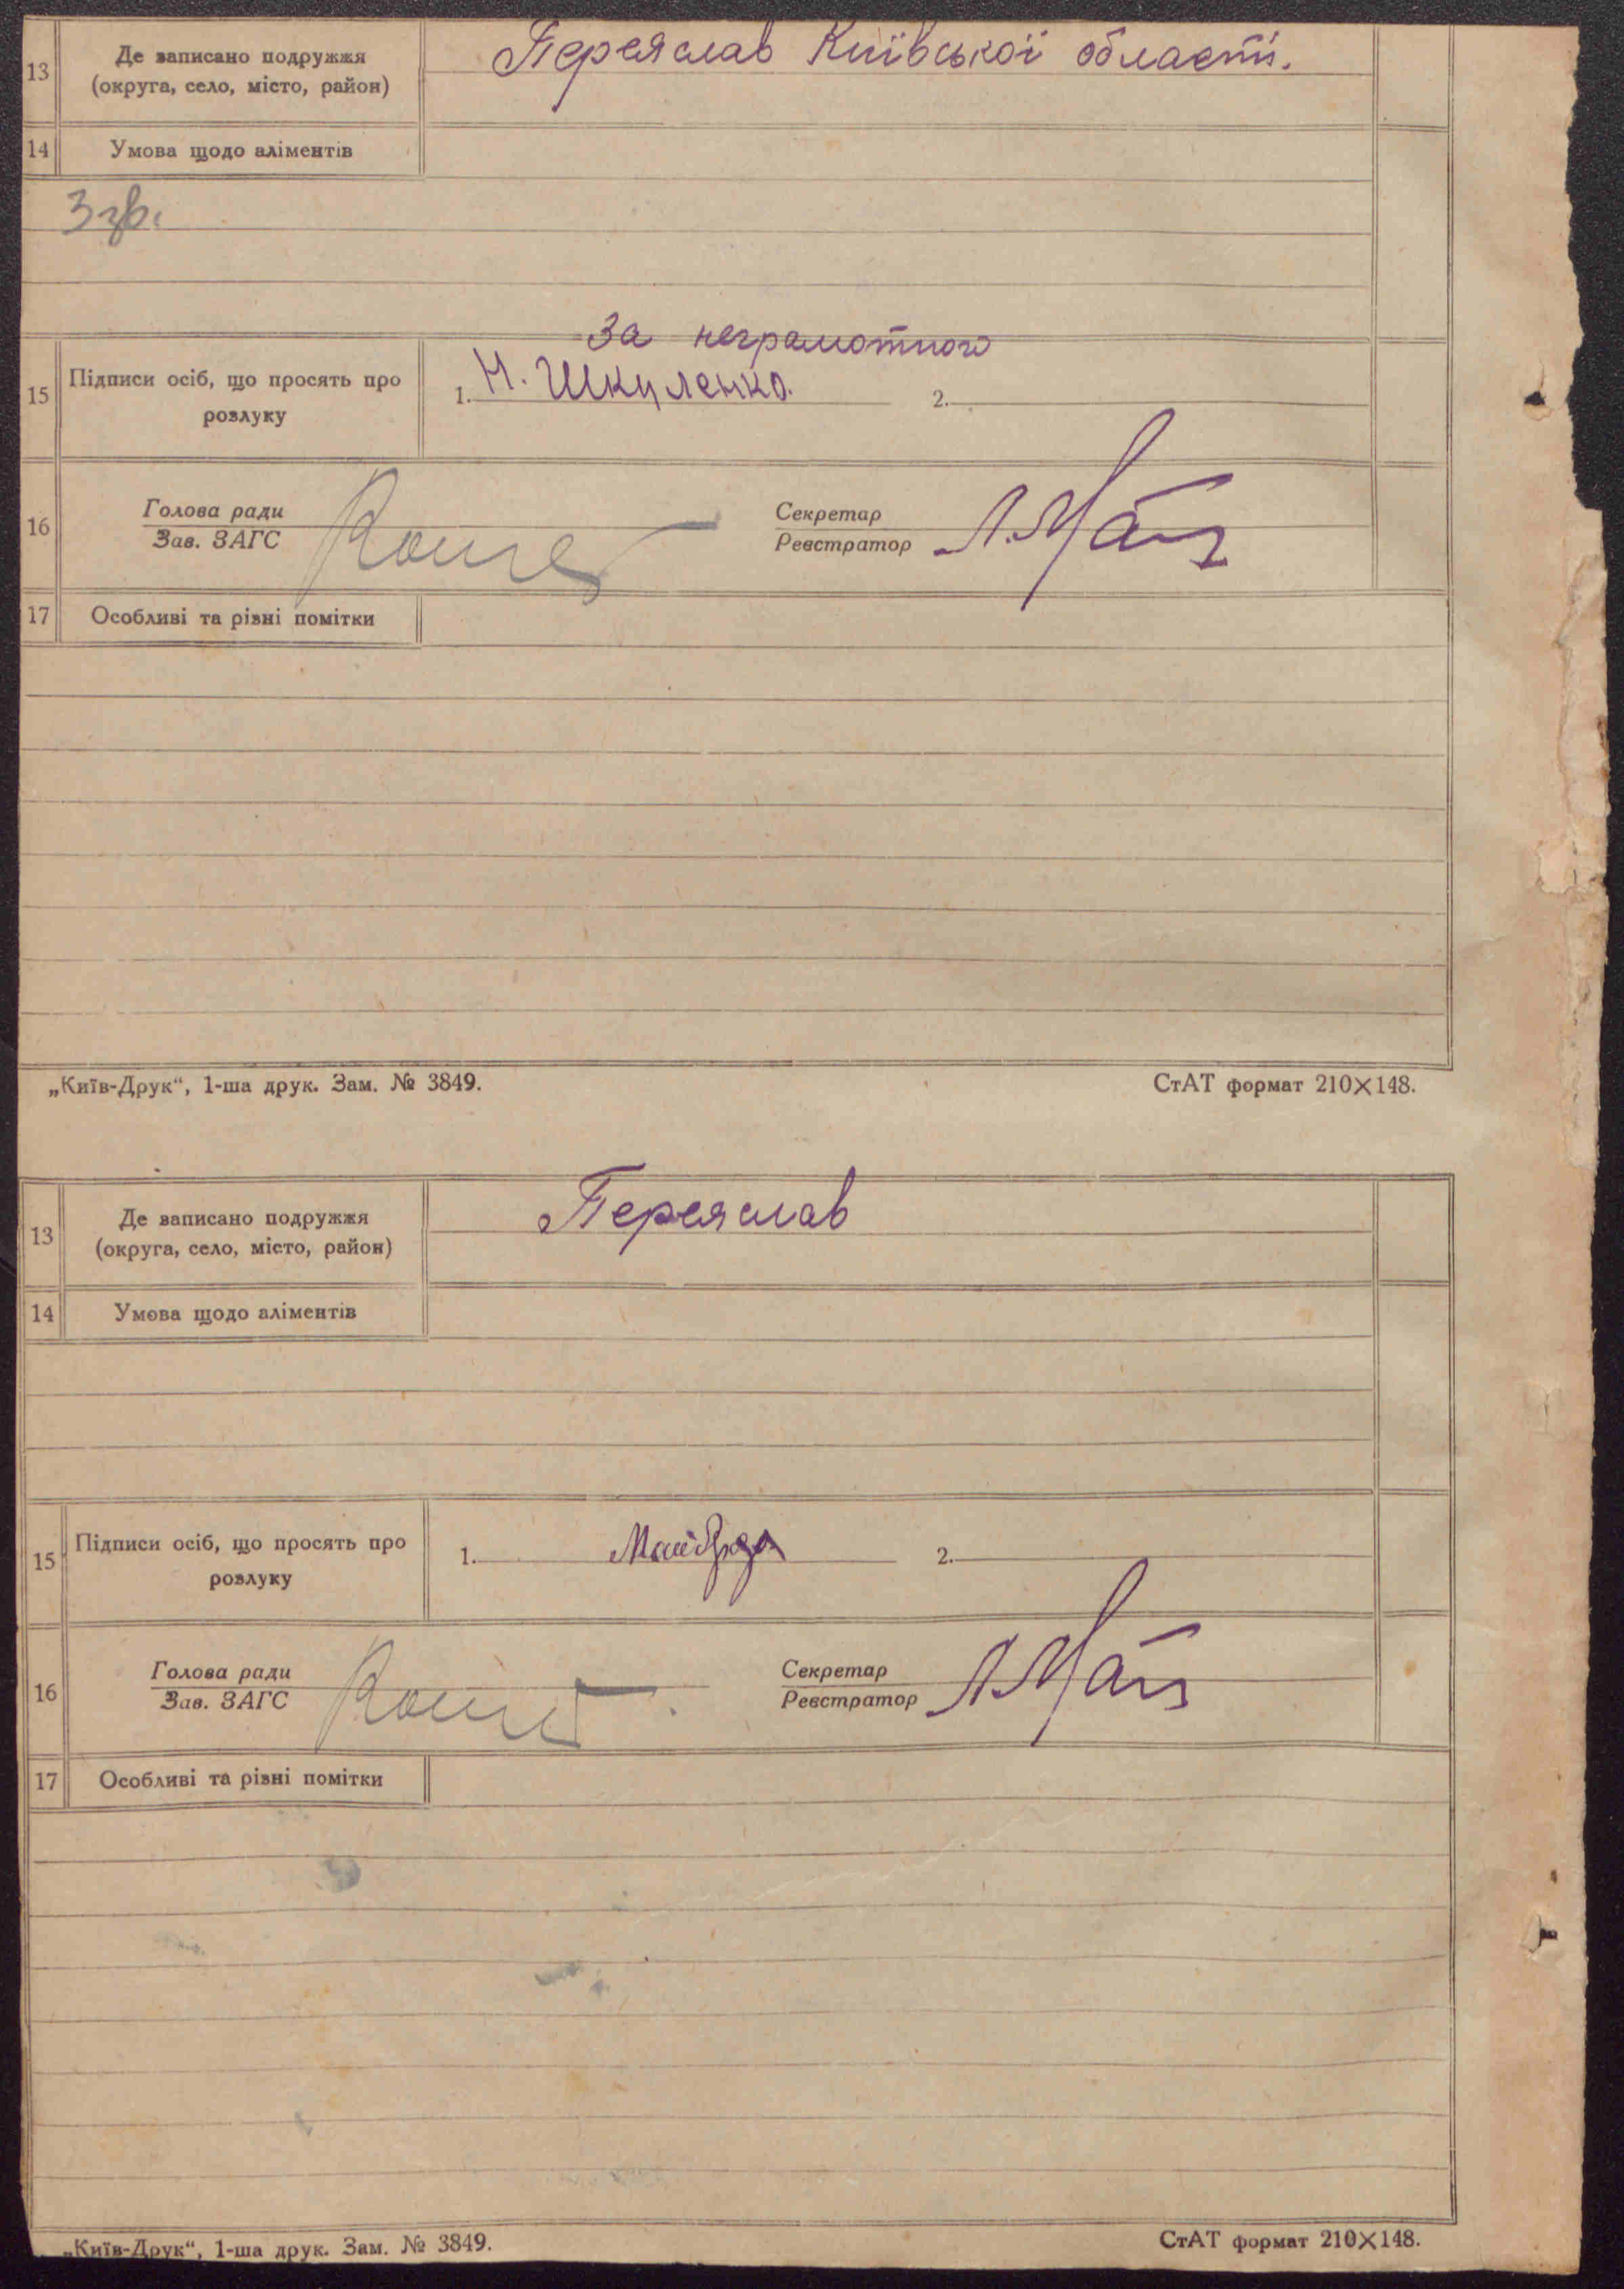 13
Де записано подружжя
(округа, село, місто, район)
Переяслав Київської області.
14
Умова щодо аліментів
3 зв.
15
Підписи осіб, що просять про
розлуку
За неграмотного
1. Н. Шкуленко.
2.
16
Голова ради
Зав. ЗАГС
Секретар
Реєстратор
17
Особливі та різні помітки
„Київ-Друк“, 1-ша друк. Зам. № 3849.
СтАТ формат 210×148.
13
Де записано подружжя
(округа, село, місто, район)
Переяслав
14
Умова щодо аліментів
15
Підписи осіб, що просять про
розлуку
1.
2.
16
Голова ради
Зав. ЗАГС
Секретар
Реєстратор
17
Особливі та різні помітки
„Київ-Друк“, 1-ша друк. Зам. № 3849.
СтАТ формат 210×148.